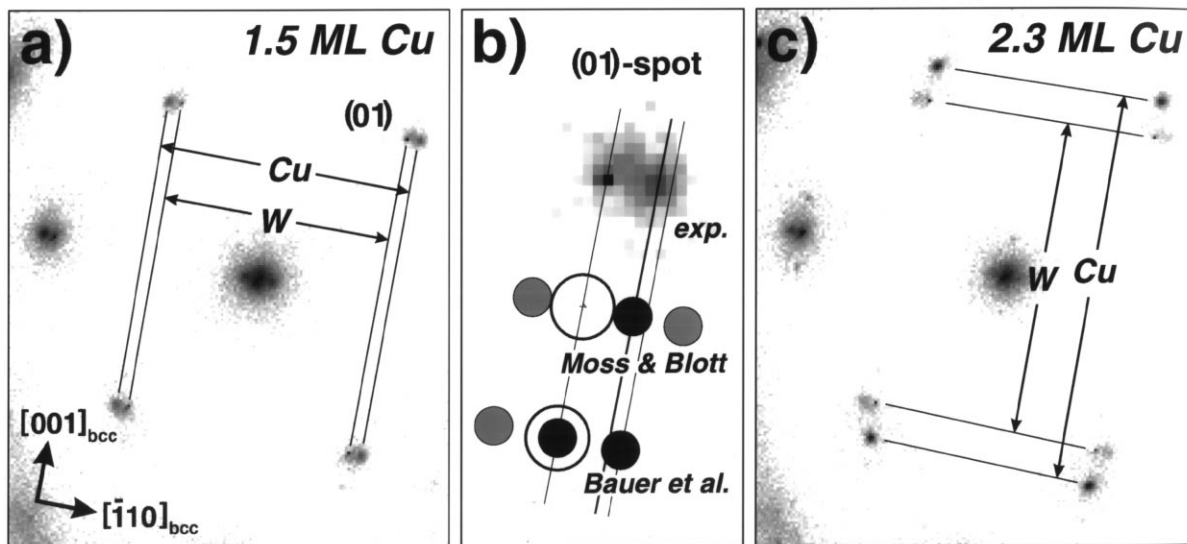 a)
1.5 ML Cu
(01)
Cu
W
[001]bcc
[1̄10]bcc
b)
(01)-spot
exp.
Moss & Blott
Bauer et al.
c)
2.3 ML Cu
W
Cu